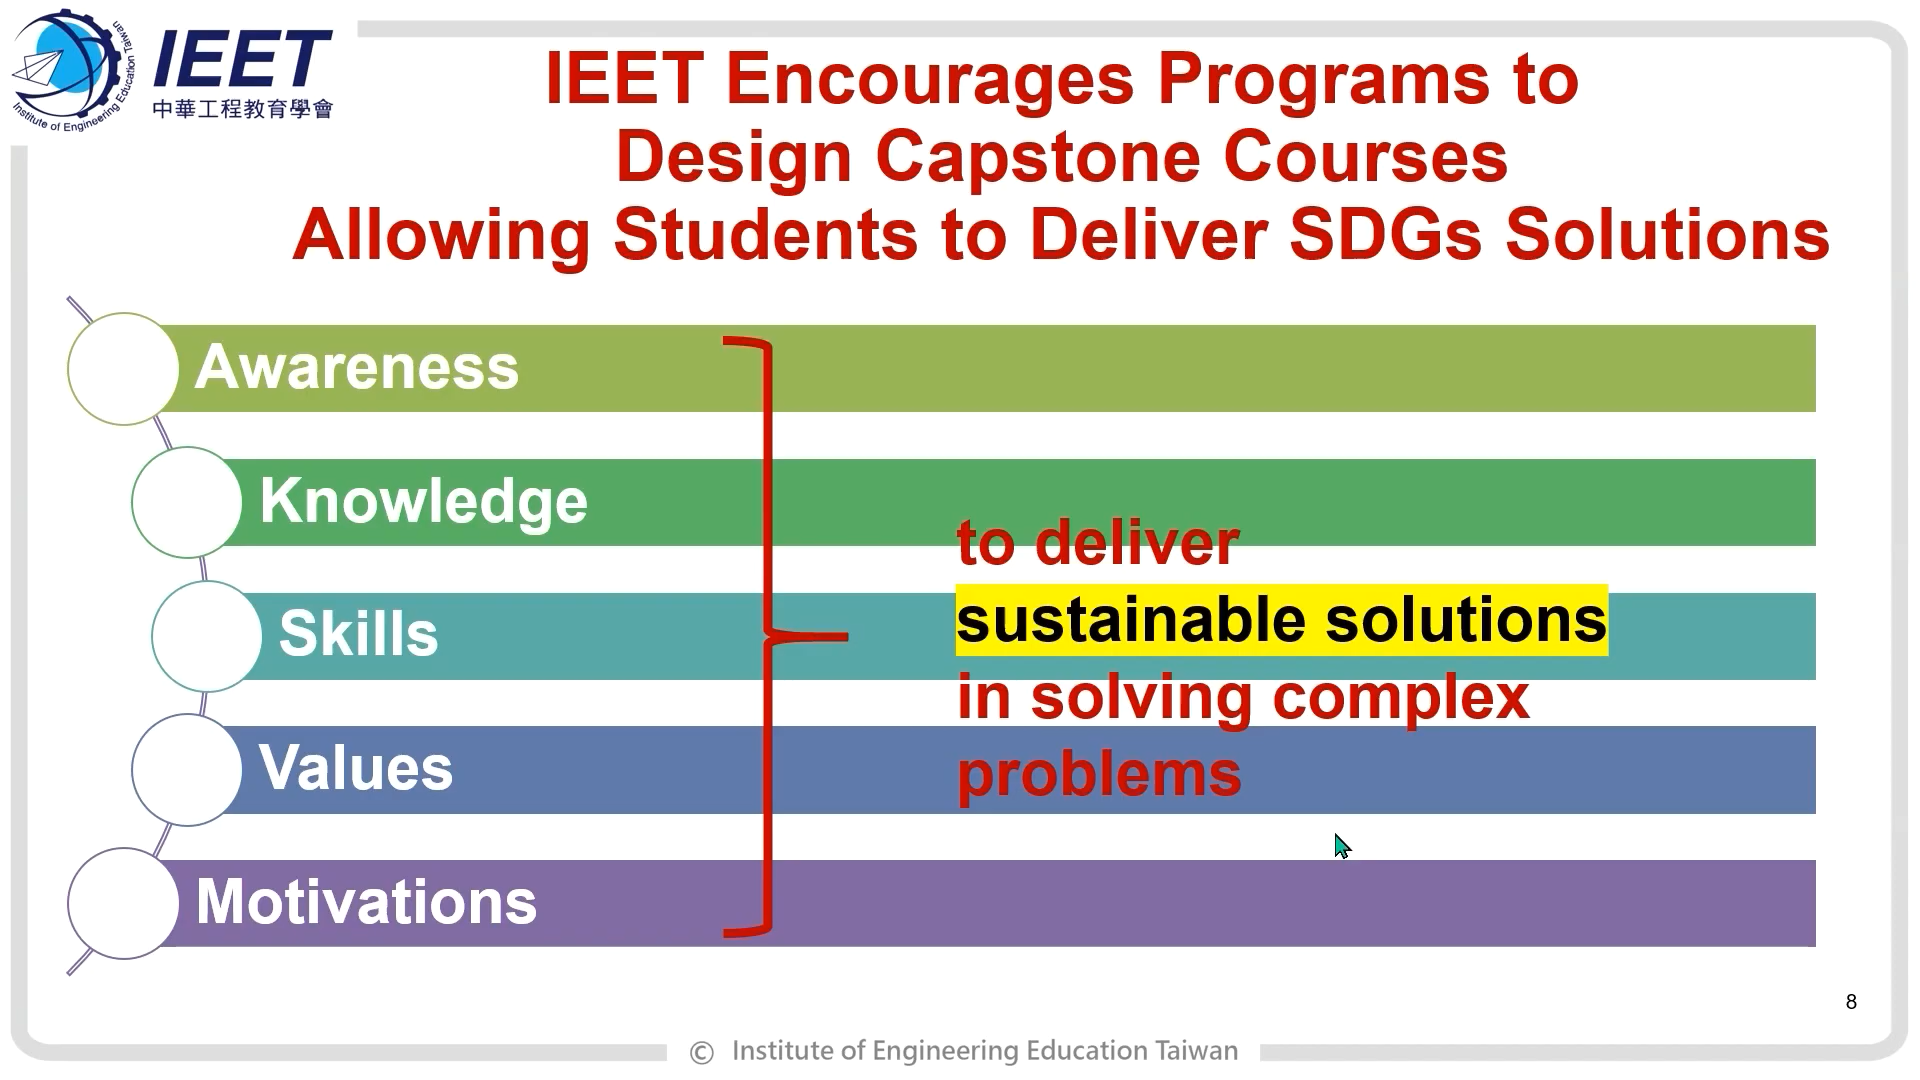 Institute of Engineering Education Taiwan
IEET
中華工程教育學會
IEET Encourages Programs to
Design Capstone Courses
Allowing Students to Deliver SDGs Solutions
Awareness
Knowledge
Skills
Values
Motivations
to deliver
sustainable solutions
in solving complex
problems
8
© Institute of Engineering Education Taiwan